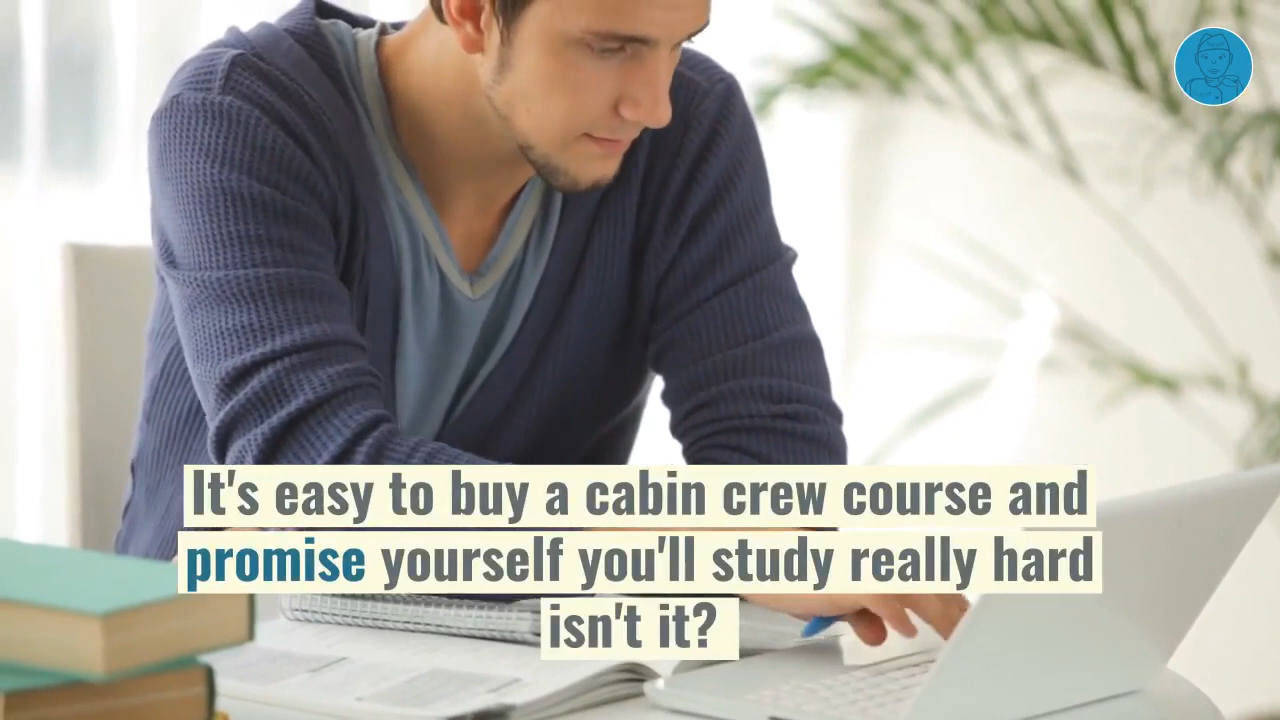 It's easy to buy a cabin crew course and
promise yourself you'll study really hard
isn't it?